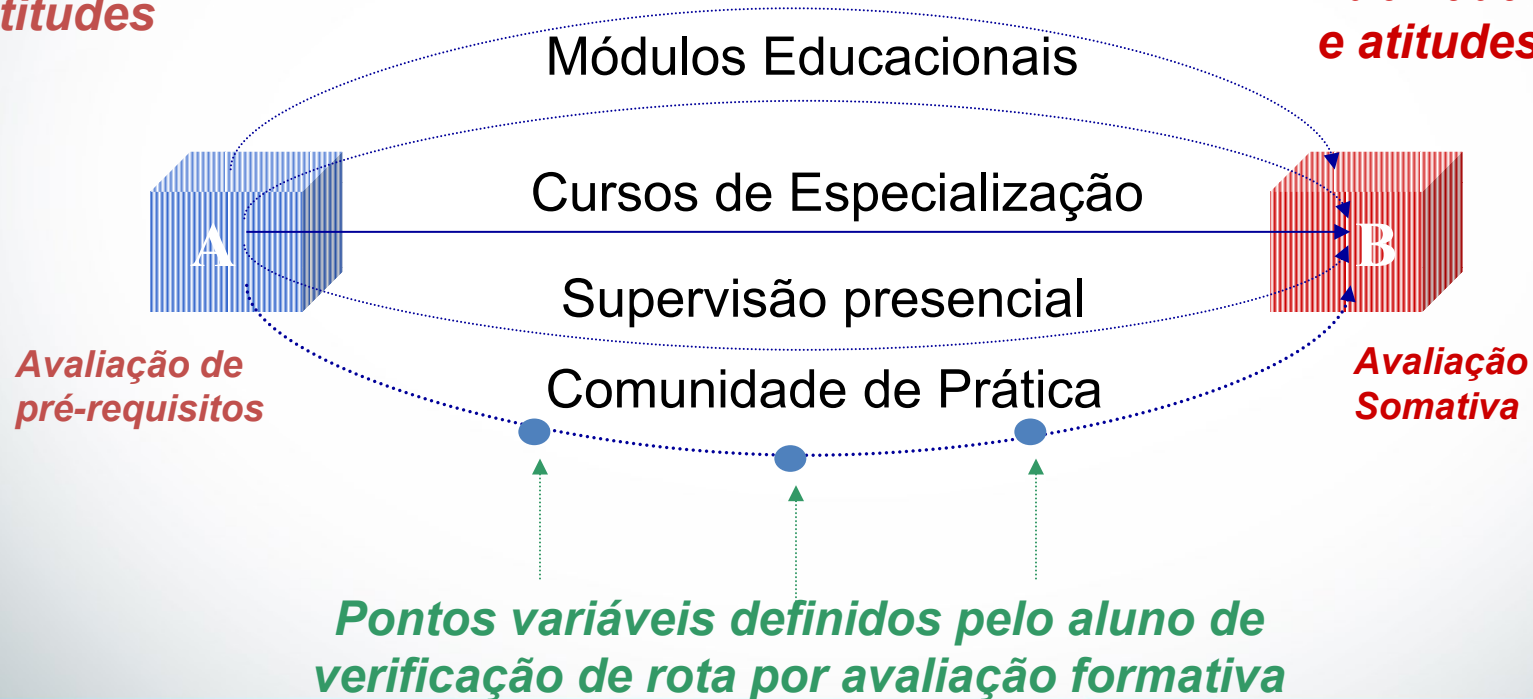 titudes
e atitudes
Módulos Educacionais
Cursos de Especialização
A
B
Supervisão presencial
Avaliação de
pré-requisitos
Comunidade de Prática
Avaliação
Somativa
Pontos variáveis definidos pelo aluno de
verificação de rota por avaliação formativa